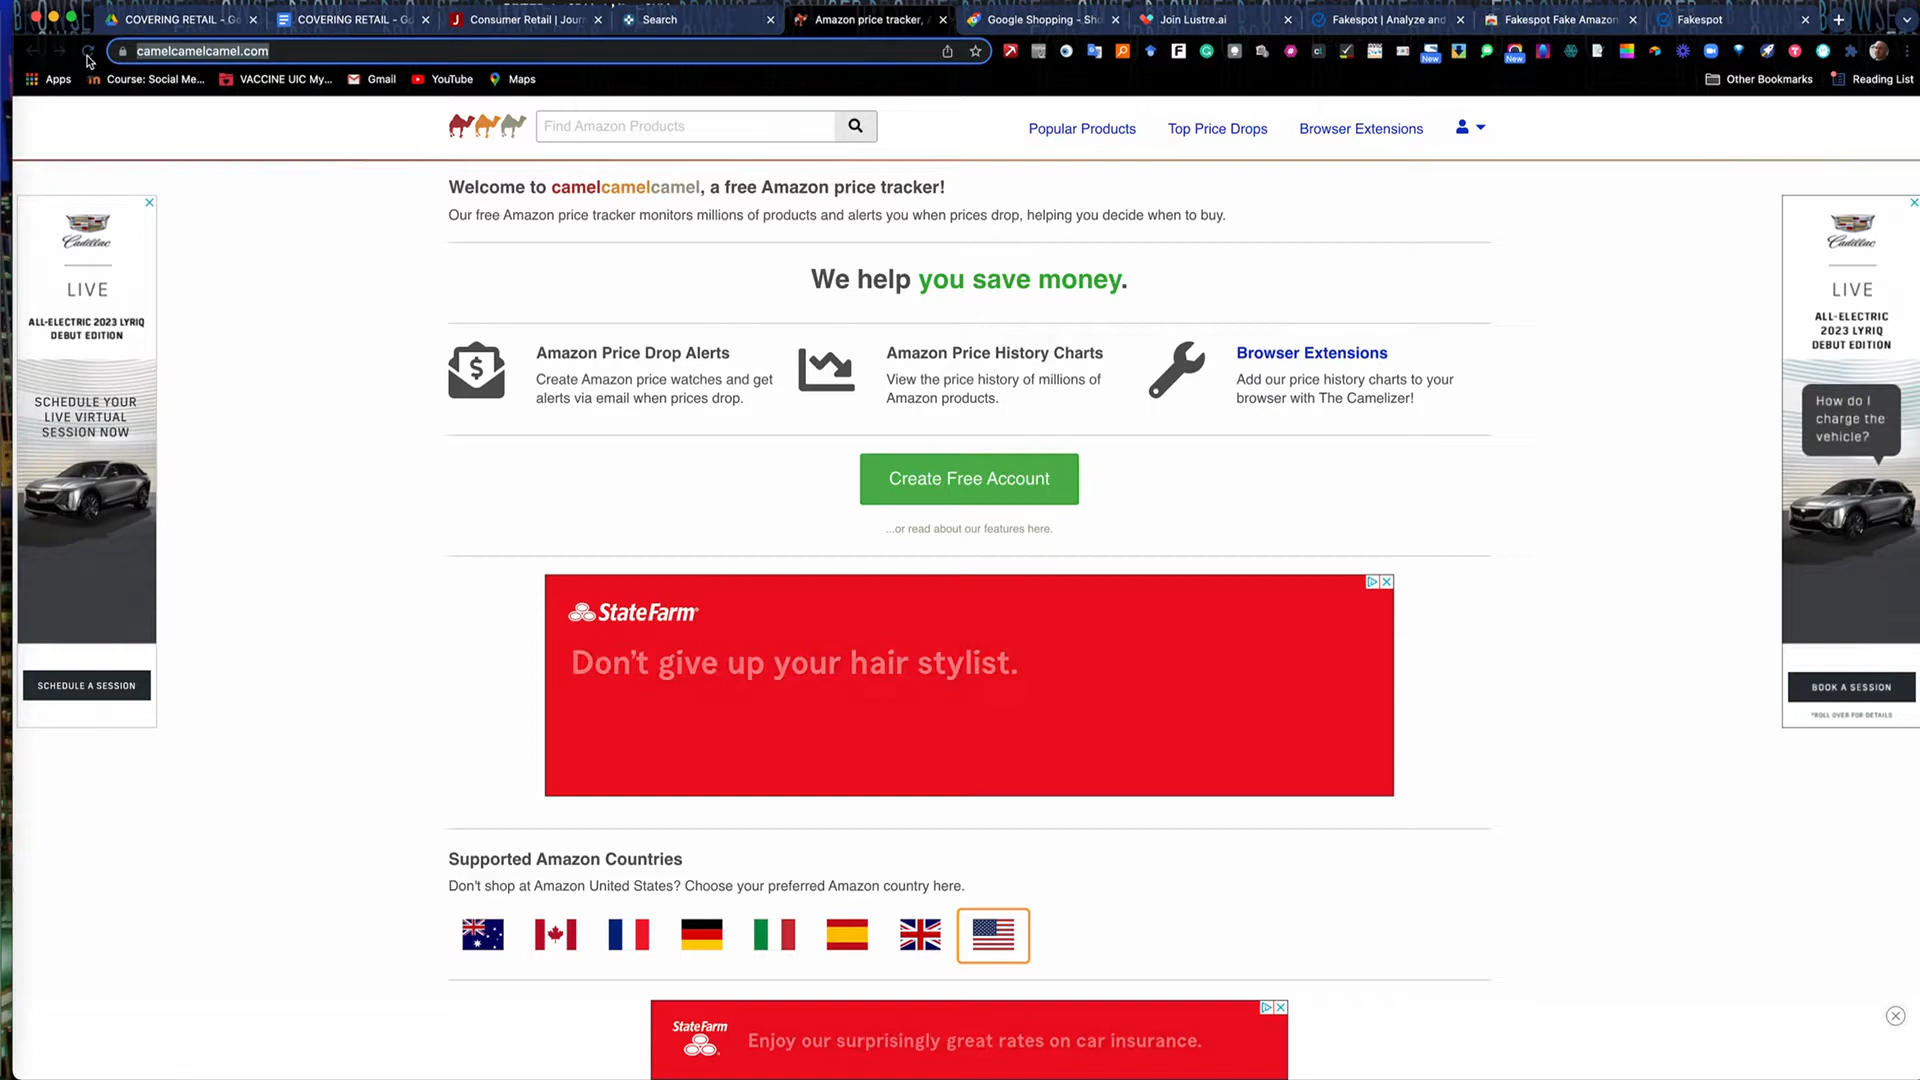 COVERING RETAIL - Go
COVERING RETAIL - Go
Consumer Retail | Journ
Search
Amazon price tracker,
Google Shopping - Sho
Join Lustre.ai
Fakespot | Analyze and
Fakespot Fake Amazon
Fakespot
camelcamelcamel.com
New
New
Apps
Course: Social Me...
VACCINE UIC My...
Gmail
YouTube
Maps
Other Bookmarks
Reading List
Find Amazon Products
Popular Products
Top Price Drops
Browser Extensions
Welcome to camelcamelcamel, a free Amazon price tracker!
Our free Amazon price tracker monitors millions of products and alerts you when prices drop, helping you decide when to buy.
We help you save money.
Amazon Price Drop Alerts
Create Amazon price watches and get
alerts via email when prices drop.
Amazon Price History Charts
View the price history of millions of
Amazon products.
Browser Extensions
Add our price history charts to your
browser with The Camelizer!
Create Free Account
...or read about our features here.
StateFarm®
Don't give up your hair stylist.
Supported Amazon Countries
Don't shop at Amazon United States? Choose your preferred Amazon country here.
StateFarm
Enjoy our surprisingly great rates on car insurance.
Cadillac
LIVE
ALL-ELECTRIC 2023 LYRIQ
DEBUT EDITION
SCHEDULE YOUR
LIVE VIRTUAL
SESSION NOW
SCHEDULE A SESSION
Cadillac
LIVE
ALL-ELECTRIC
2023 LYRIQ
DEBUT EDITION
How do I
charge the
vehicle?
BOOK A SESSION
*ROLL OVER FOR DETAILS